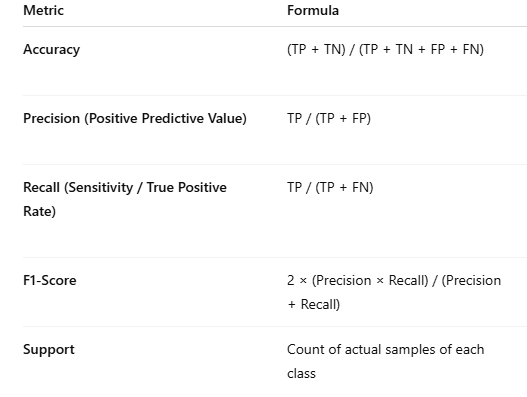 Metric Formula
Accuracy (TP + TN) / (TP + TN + FP + FN)
Precision (Positive Predictive Value) TP / (TP + FP)
Recall (Sensitivity / True Positive TP / (TP + FN)
Rate)
F1-Score 2 × (Precision × Recall) / (Precision
+ Recall)
Support Count of actual samples of each
class